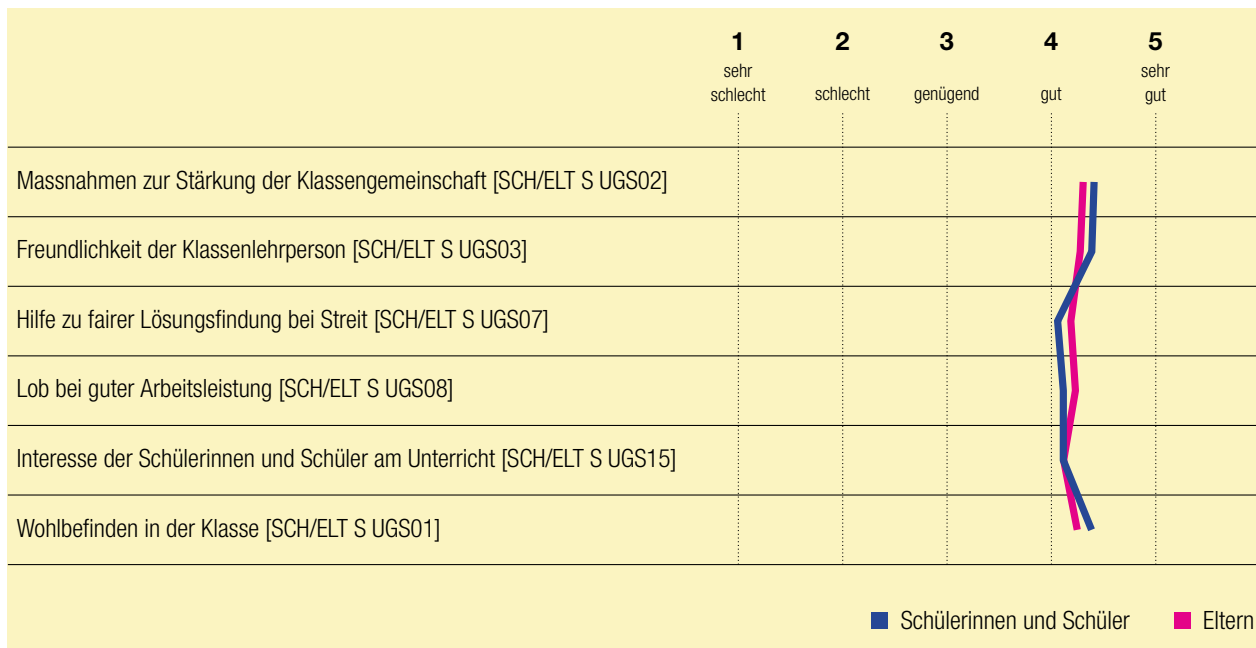 1 2 3 4 5
sehr schlecht schlecht genügend gut sehr gut
Massnahmen zur Stärkung der Klassengemeinschaft [SCH/ELT S UGS02]
Freundlichkeit der Klassenlehrperson [SCH/ELT S UGS03]
Hilfe zu fairer Lösungsfindung bei Streit [SCH/ELT S UGS07]
Lob bei guter Arbeitsleistung [SCH/ELT S UGS08]
Interesse der Schülerinnen und Schüler am Unterricht [SCH/ELT S UGS15]
Wohlbefinden in der Klasse [SCH/ELT S UGS01]
Schülerinnen und Schüler Eltern